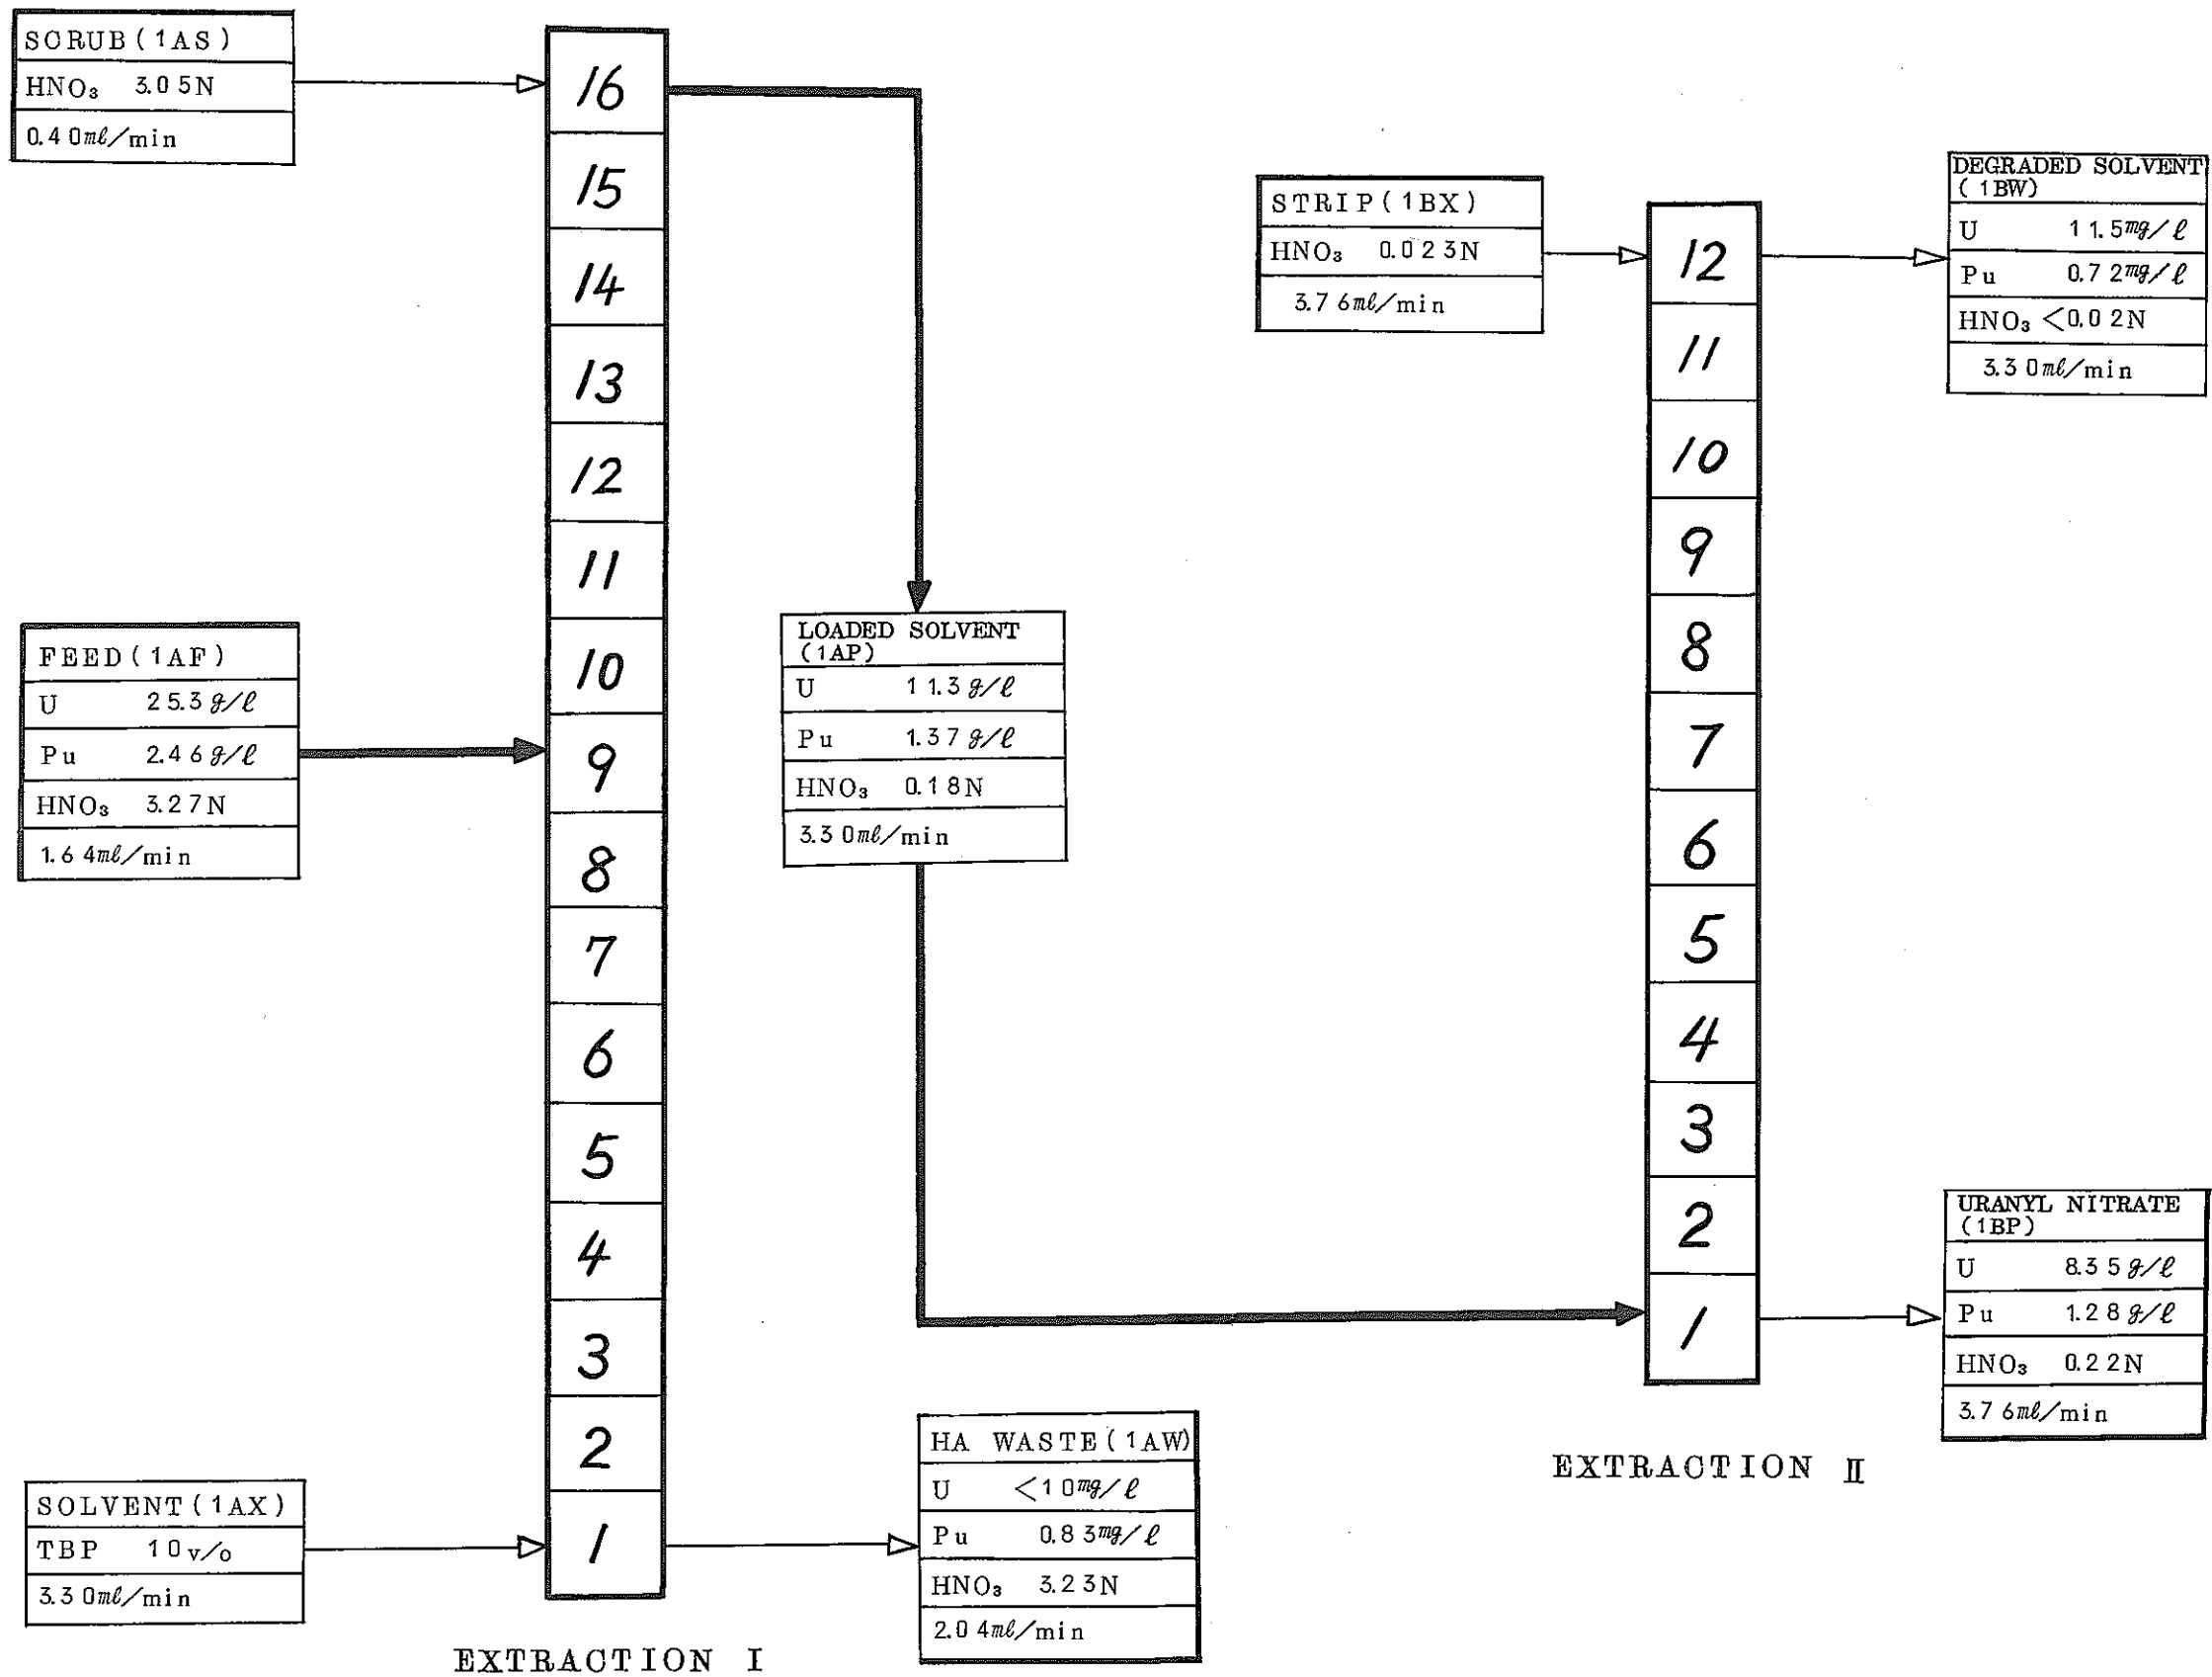 SCRUB(1AS)
HNO₃ 3.05N
0.40ml/min
16
15
14
13
12
11
10
9
8
7
6
5
4
3
2
1
FEED(1AF)
U 25.3g/l
Pu 2.46g/l
HNO₃ 3.27N
1.64ml/min
SOLVENT(1AX)
TBP 10v/o
3.30ml/min
EXTRACTION I
LOADED SOLVENT
(1AP)
U 11.3g/l
Pu 1.37g/l
HNO₃ 0.18N
3.30ml/min
HA WASTE(1AW)
U <10mg/l
Pu 0.83mg/l
HNO₃ 3.23N
2.04ml/min
STRIP(1BX)
HNO₃ 0.023N
3.76ml/min
12
11
10
9
8
7
6
5
4
3
2
1
EXTRACTION II
DEGRADED SOLVENT
(1BW)
U 11.5mg/l
Pu 0.72mg/l
HNO₃ <0.02N
3.30ml/min
URANYL NITRATE
(1BP)
U 8.35g/l
Pu 1.28g/l
HNO₃ 0.22N
3.76ml/min